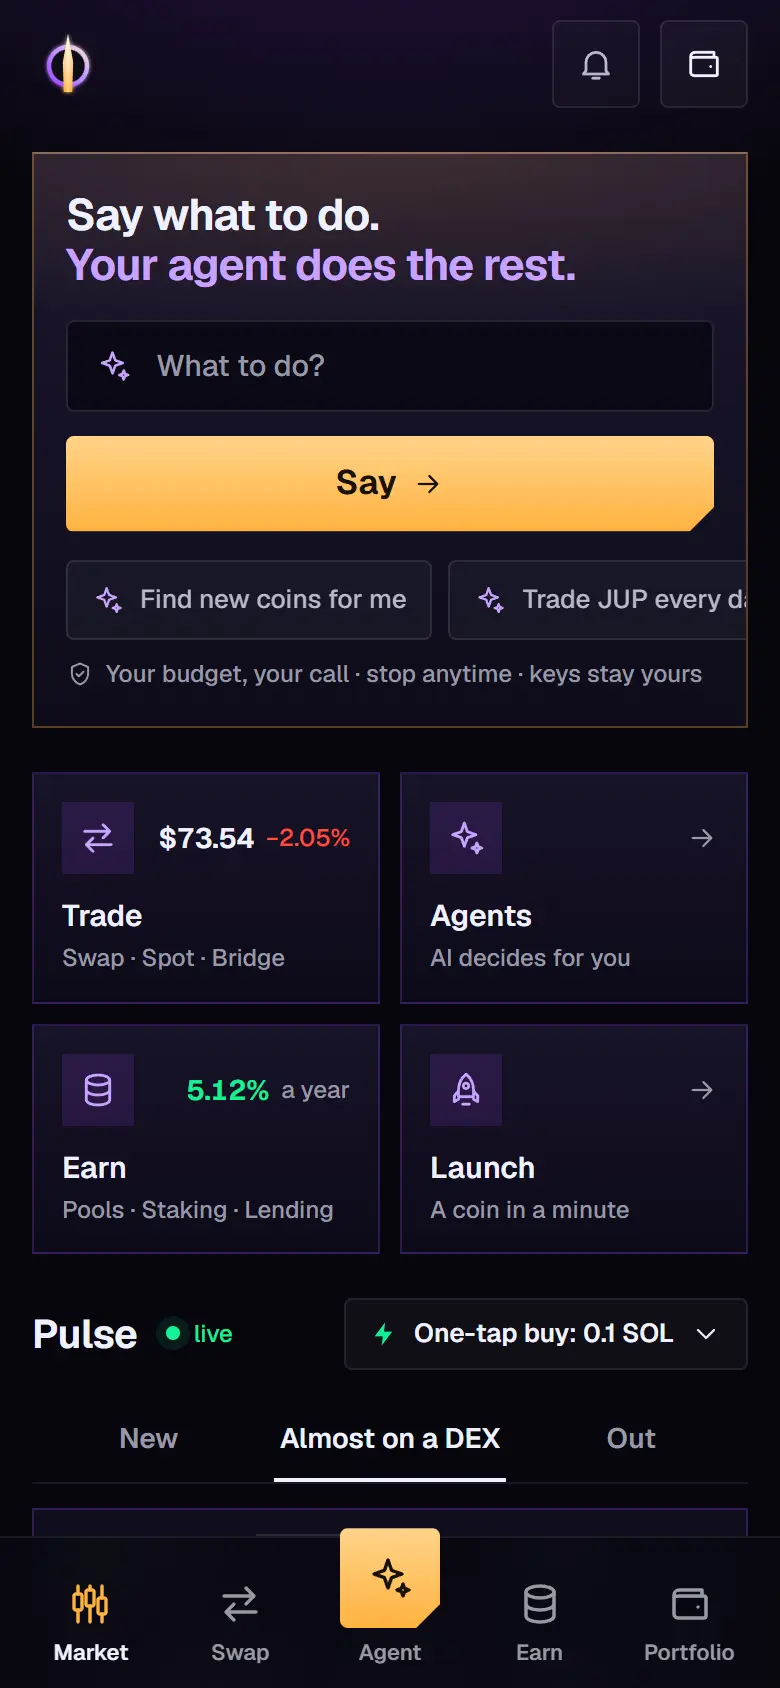 Say what to do.
Your agent does the rest.
What to do?
Say
Find new coins for me
Trade JUP every
Your budget, your call · stop anytime · keys stay yours
$73.54 -2.05%
Trade
Swap · Spot · Bridge
Agents
AI decides for you
5.12% a year
Earn
Pools · Staking · Lending
Launch
A coin in a minute
Pulse live
One-tap buy: 0.1 SOL
New
Almost on a DEX
Out
Market
Swap
Agent
Earn
Portfolio